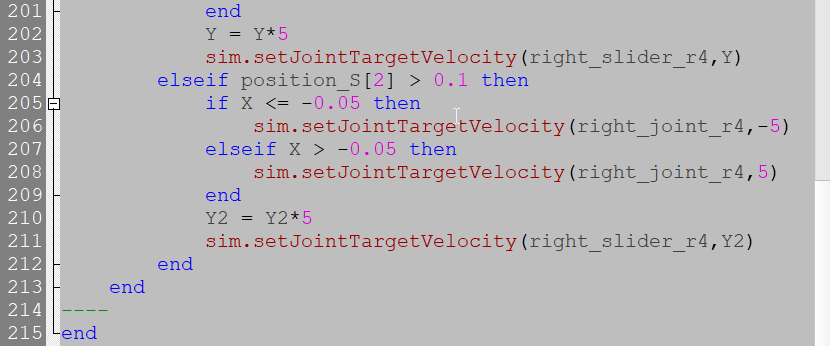 201 end
202 Y = Y*5
203 sim.setJointTargetVelocity(right_slider_r4,Y)
204 elseif position_S[2] > 0.1 then
205 if X <= -0.05 then
206 sim.setJointTargetVelocity(right_joint_r4,-5)
207 elseif X > -0.05 then
208 sim.setJointTargetVelocity(right_joint_r4,5)
209 end
210 Y2 = Y2*5
211 sim.setJointTargetVelocity(right_slider_r4,Y2)
212 end
213 end
214 ----
215 end